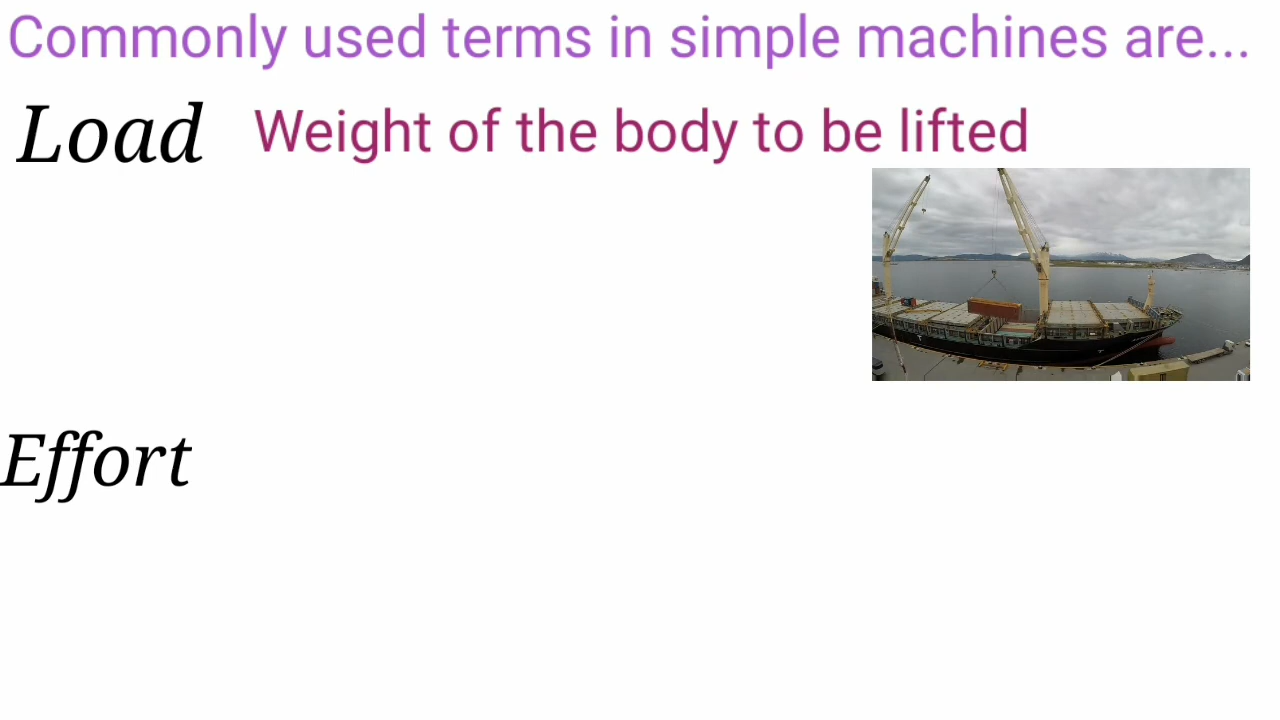 Commonly used terms in simple machines are...
Load Weight of the body to be lifted
Effort